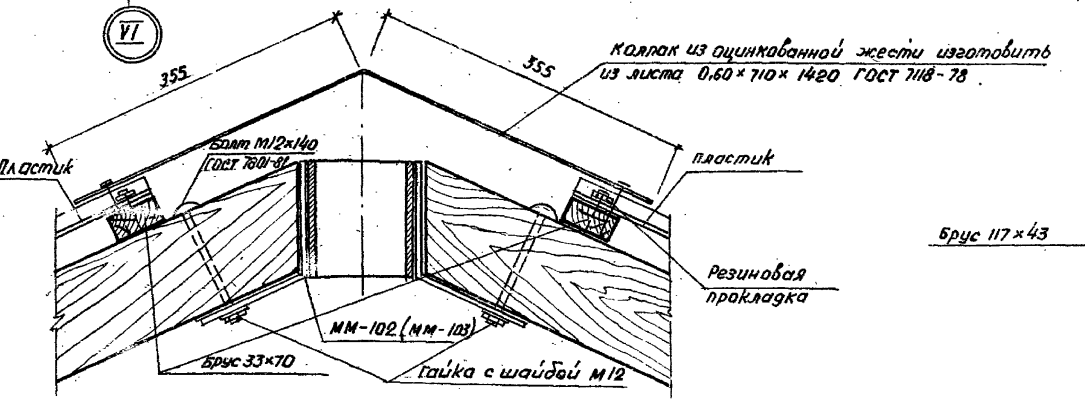 VI
355
355
Колпак из оцинкованной жести изготовить
из листа 0,60×710×1420 ГОСТ 7118-78
Болт М12×140
ГОСТ 7801-81
Пластик
пластик
Брус 117×43
Резиновая
прокладка
ММ-102 (ММ-103)
Брус 33×70
Гайка с шайбой М12